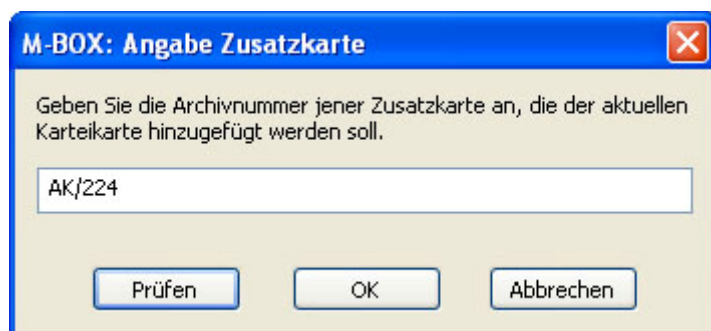 M-BOX: Angabe Zusatzkarte
Geben Sie die Archivnummer jener Zusatzkarte an, die der aktuellen
Karteikarte hinzugefügt werden soll.
AK/224
Prüfen OK Abbrechen